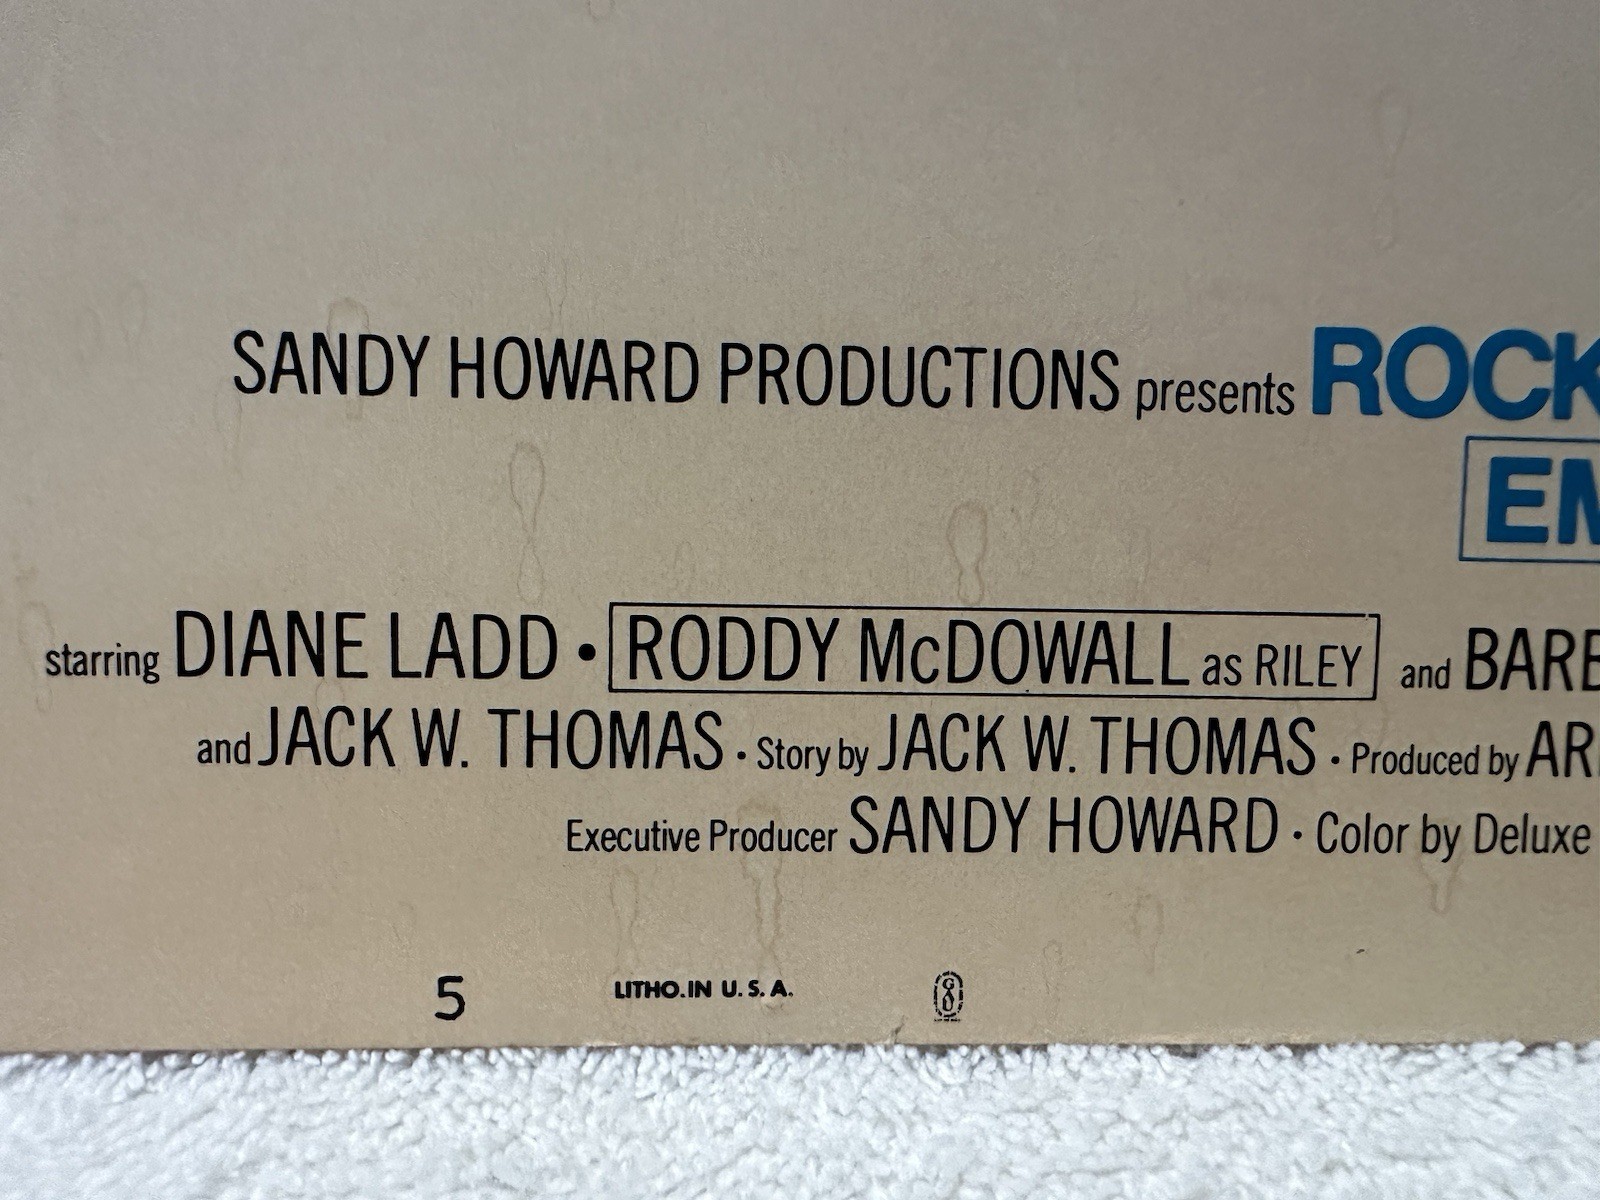 SANDY HOWARD PRODUCTIONS presents ROCK
EM
starring DIANE LADD • RODDY McDOWALL as RILEY and BARB
and JACK W. THOMAS • Story by JACK W. THOMAS • Produced by AR
Executive Producer SANDY HOWARD • Color by Deluxe
5 LITHO. IN U. S. A.